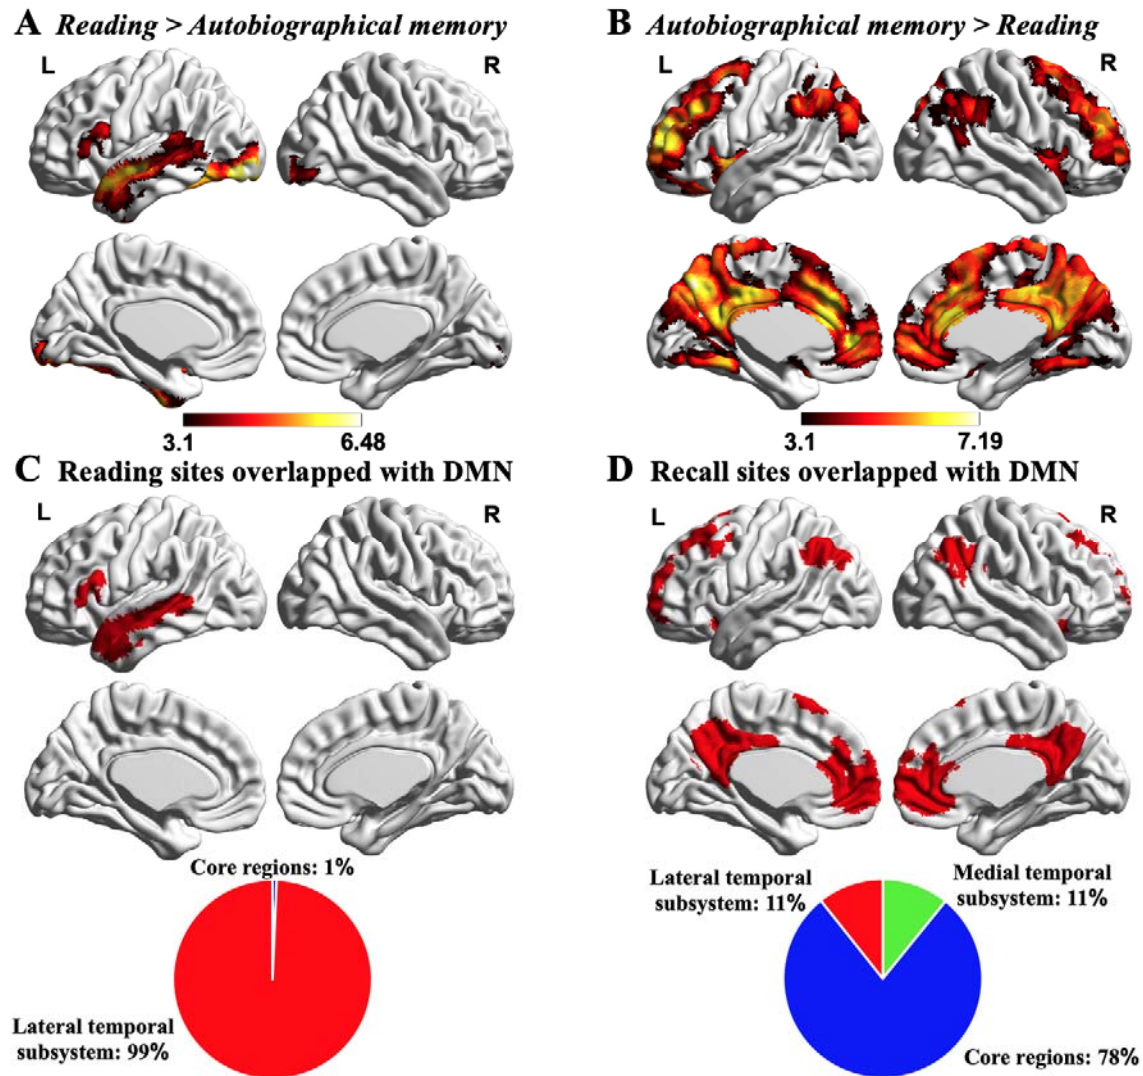 A Reading > Autobiographical memory
L
R
3.1
6.48
B Autobiographical memory > Reading
L
R
3.1
7.19
C Reading sites overlapped with DMN
L
R
Core regions: 1%
Lateral temporal
subsystem: 99%
D Recall sites overlapped with DMN
L
R
Lateral temporal
subsystem: 11%
Medial temporal
subsystem: 11%
Core regions: 78%